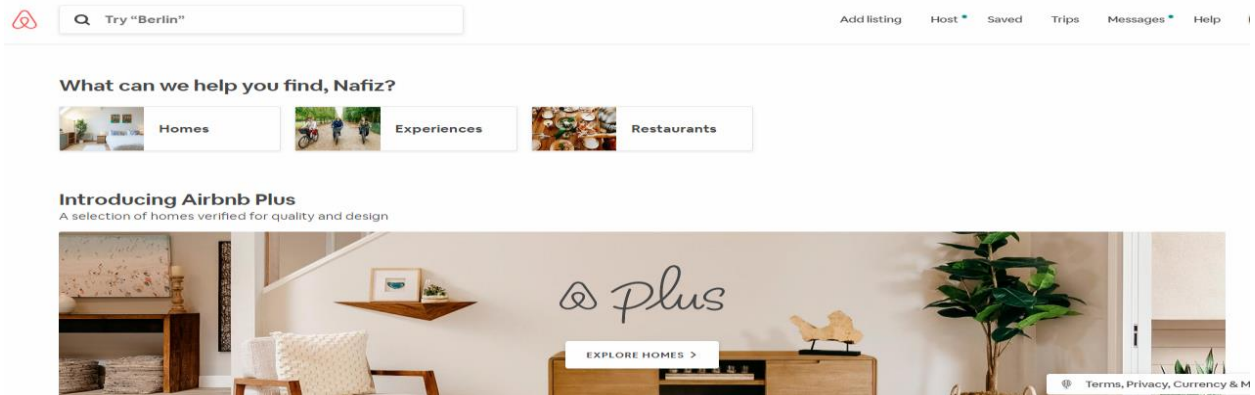 Try “Berlin”
Add listing Host Saved Trips Messages Help
What can we help you find, Nafiz?
Homes Experiences Restaurants
Introducing Airbnb Plus
A selection of homes verified for quality and design
Plus
EXPLORE HOMES >
Terms, Privacy, Currency & M